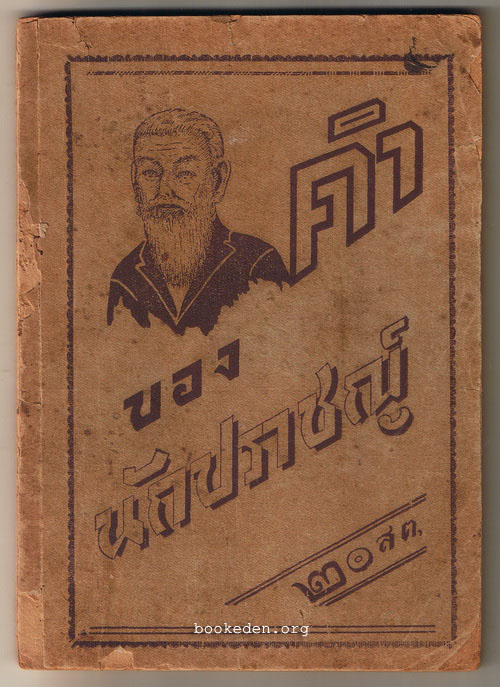 คำ
ของ
นักปราชญ์
๒๐ ส.ต.
bookeden.org